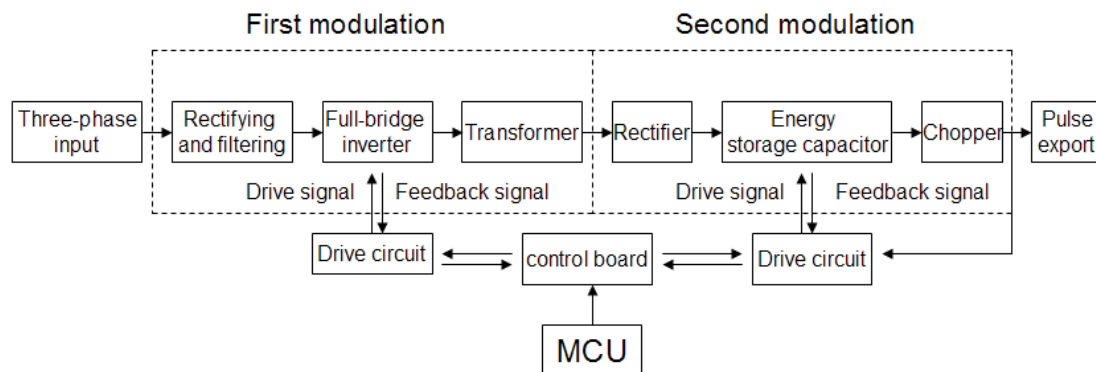 First modulation
Second modulation
Three-phase
input
Rectifying
and filtering
Full-bridge
inverter
Transformer
Rectifier
Energy
storage capacitor
Chopper
Pulse
export
Drive signal
Feedback signal
Drive signal
Feedback signal
Drive circuit
control board
Drive circuit
MCU